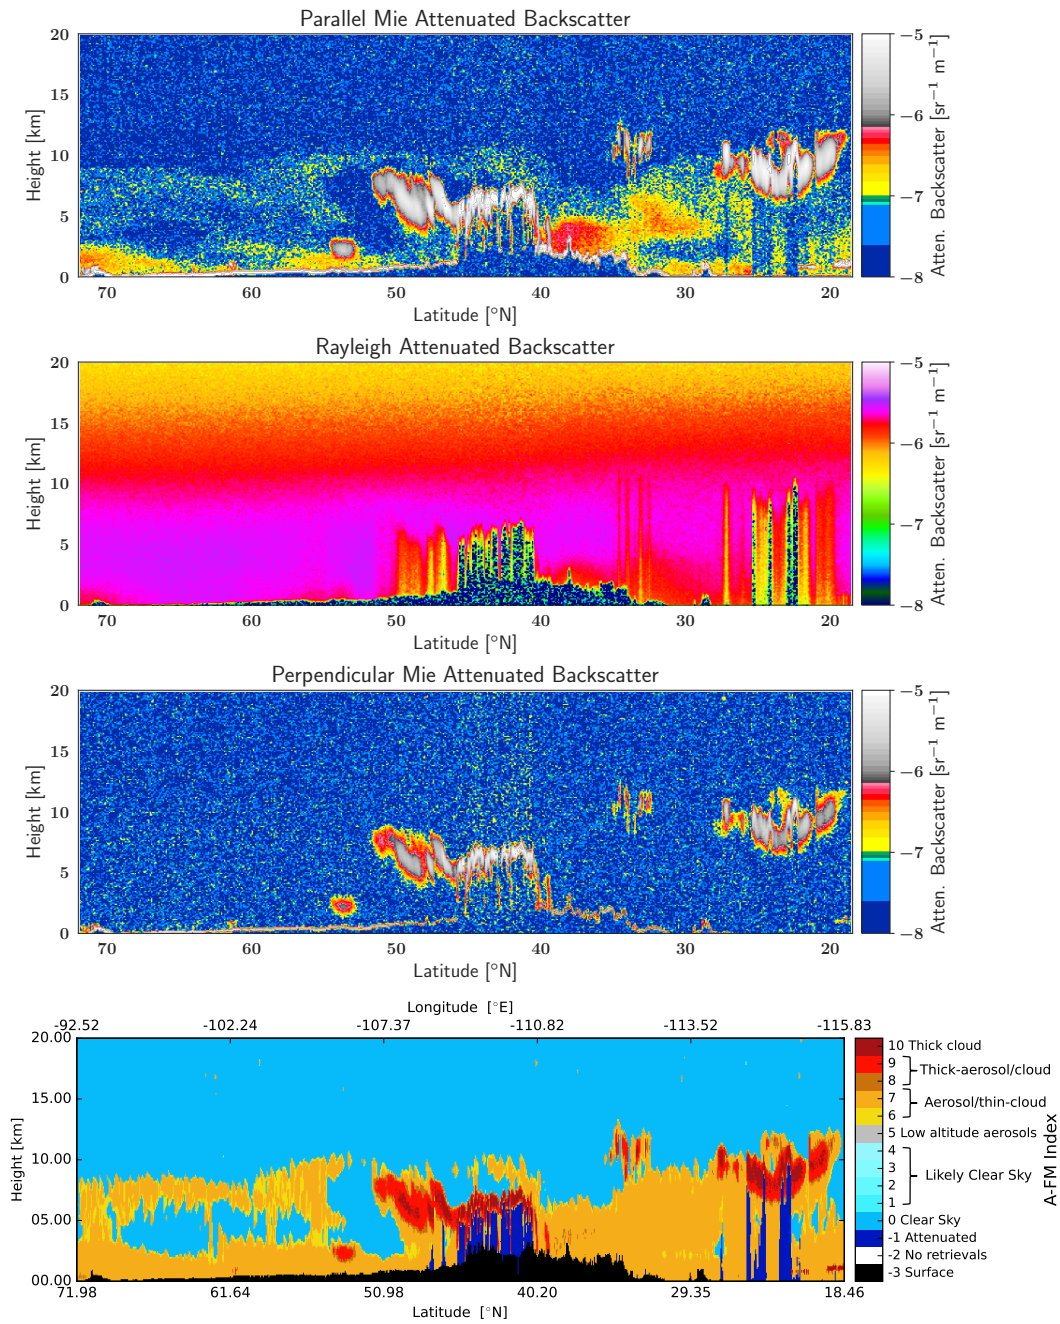 Parallel Mie Attenuated Backscatter
20
15
10
5
0
Height [km]
70 60 50 40 30 20
Latitude [°N]
−5
−6
−7
−8
Atten. Backscatter [sr−1 m−1]
Rayleigh Attenuated Backscatter
20
15
10
5
0
Height [km]
70 60 50 40 30 20
Latitude [°N]
−5
−6
−7
−8
Atten. Backscatter [sr−1 m−1]
Perpendicular Mie Attenuated Backscatter
20
15
10
5
0
Height [km]
70 60 50 40 30 20
Latitude [°N]
−5
−6
−7
−8
Atten. Backscatter [sr−1 m−1]
Longitude [°E]
-92.52 -102.24 -107.37 -110.82 -113.52 -115.83
20.00
15.00
10.00
05.00
00.00
Height [km]
71.98 61.64 50.98 40.20 29.35 18.46
Latitude [°N]
10 Thick cloud
9
Thick-aerosol/cloud
8
7
Aerosol/thin-cloud
6
5 Low altitude aerosols
4
3
Likely Clear Sky
2
1
0 Clear Sky
-1 Attenuated
-2 No retrievals
-3 Surface
A-FM Index